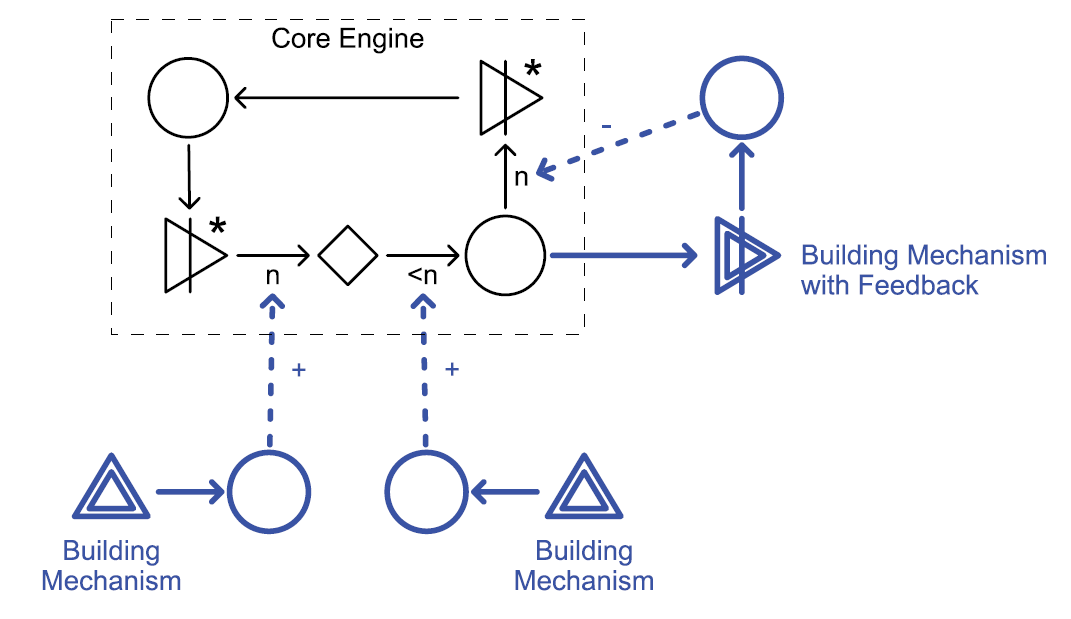 Core Engine
*
-
n
*
n
<n
Building Mechanism
with Feedback
+
+
Building
Mechanism
Building
Mechanism